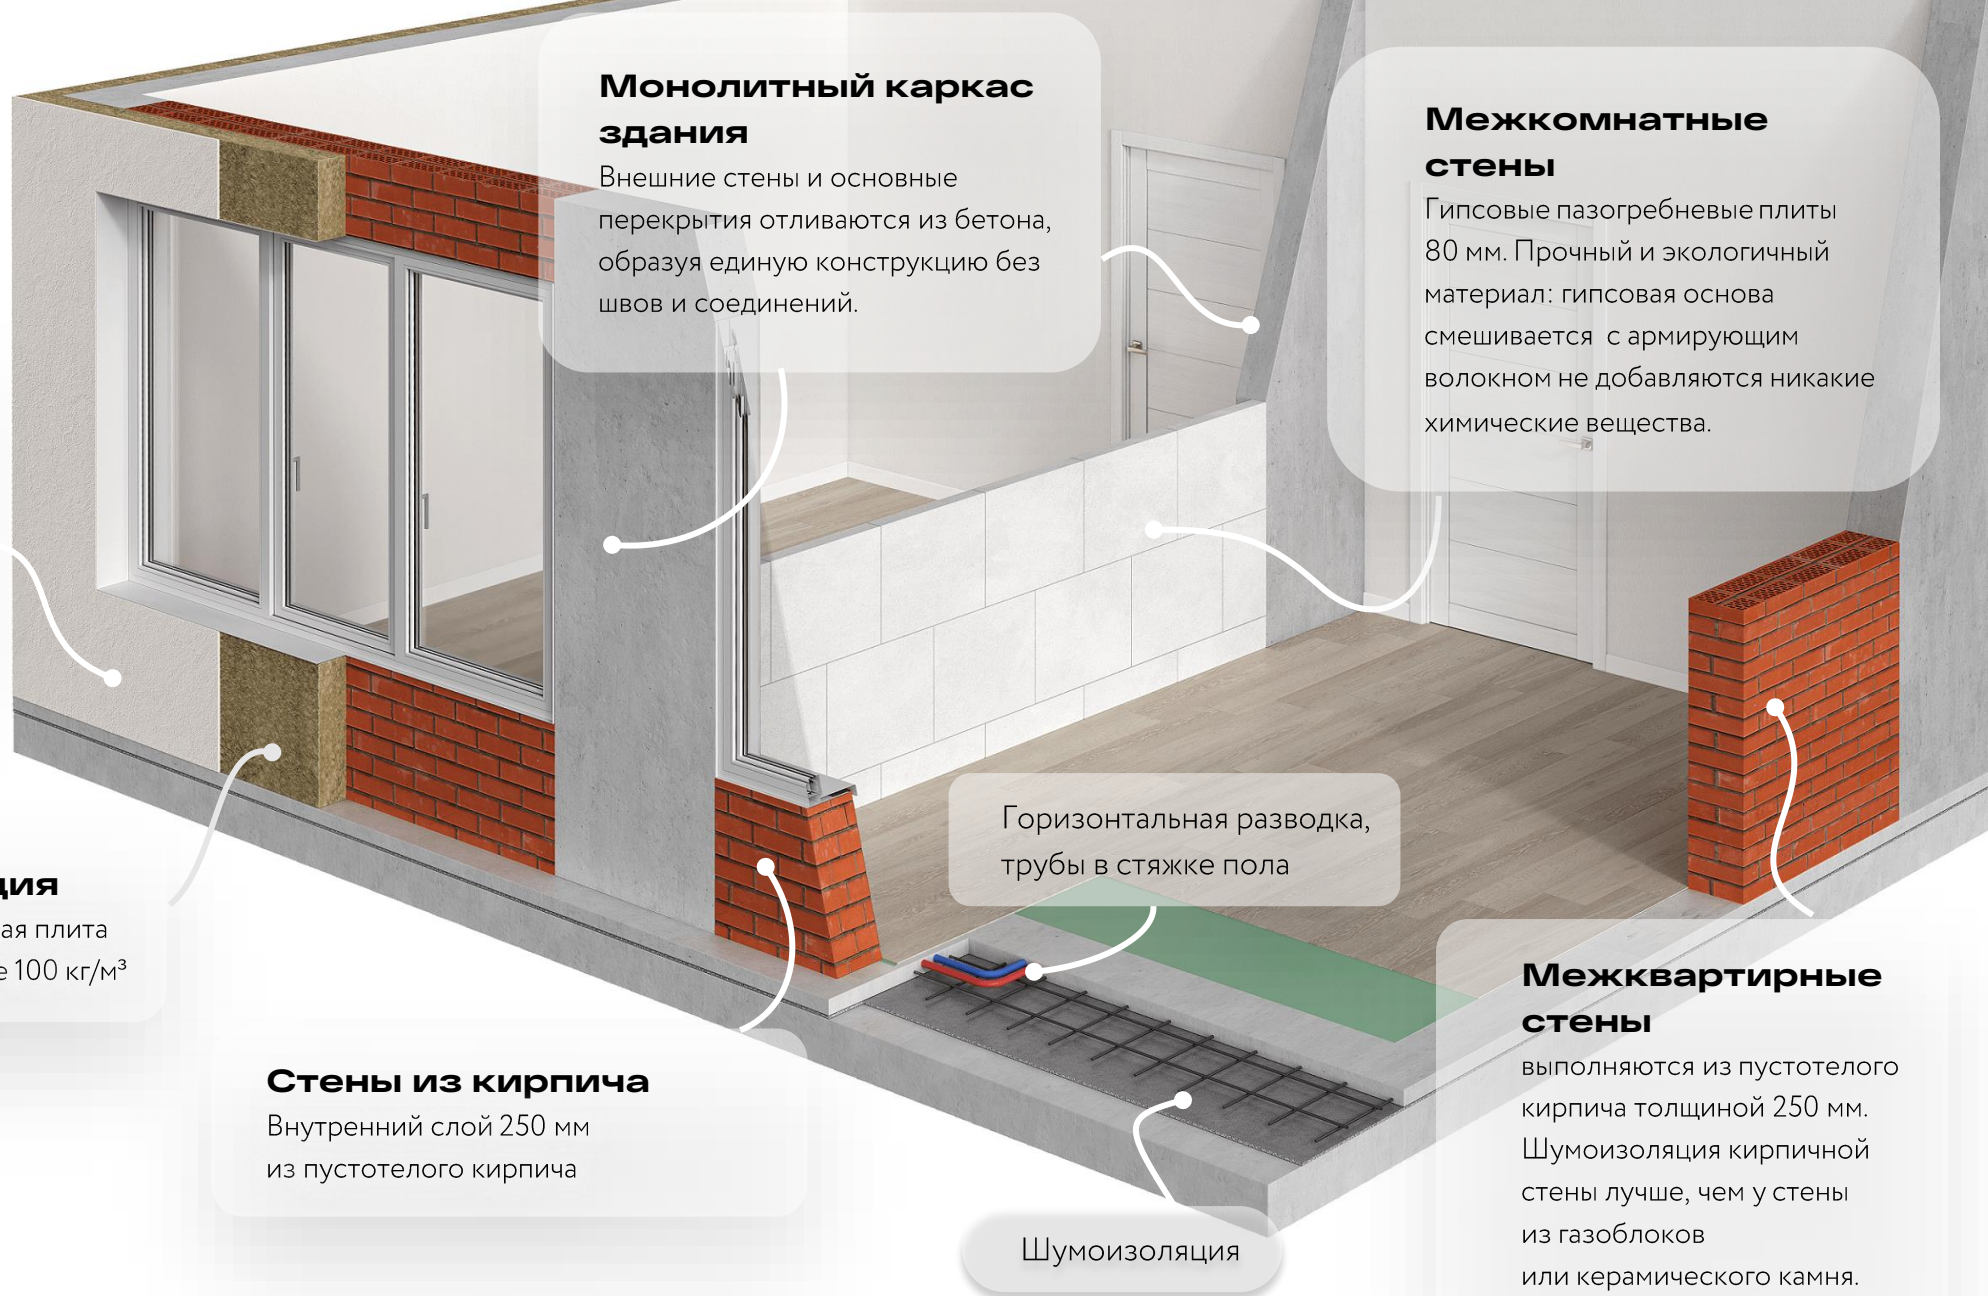 Монолитный каркас
здания
Внешние стены и основные
перекрытия отливаются из бетона,
образуя единую конструкцию без
швов и соединений.
Межкомнатные
стены
Гипсовые пазогребневые плиты
80 мм. Прочный и экологичный
материал: гипсовая основа
смешивается с армирующим
волокном не добавляются никакие
химические вещества.
Горизонтальная разводка,
трубы в стяжке пола
плита
100 кг/м³
Стены из кирпича
Внутренний слой 250 мм
из пустотелого кирпича
Шумоизоляция
Межквартирные
стены
выполняются из пустотелого
кирпича толщиной 250 мм.
Шумоизоляция кирпичной
стены лучше, чем у стены
из газоблоков
или керамического камня.